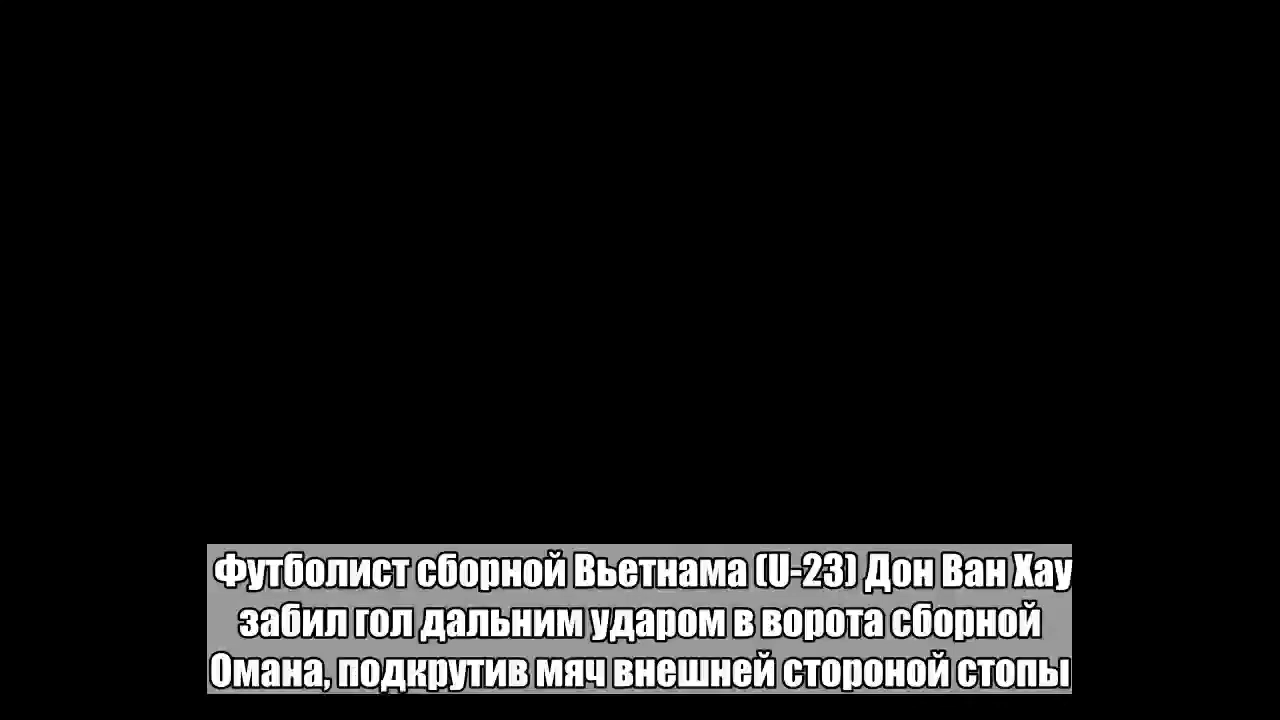 Футболист сборной Вьетнама (U-23) Дон Ван Хау
забил гол дальним ударом в ворота сборной
Омана, подкрутив мяч внешней стороной стопы